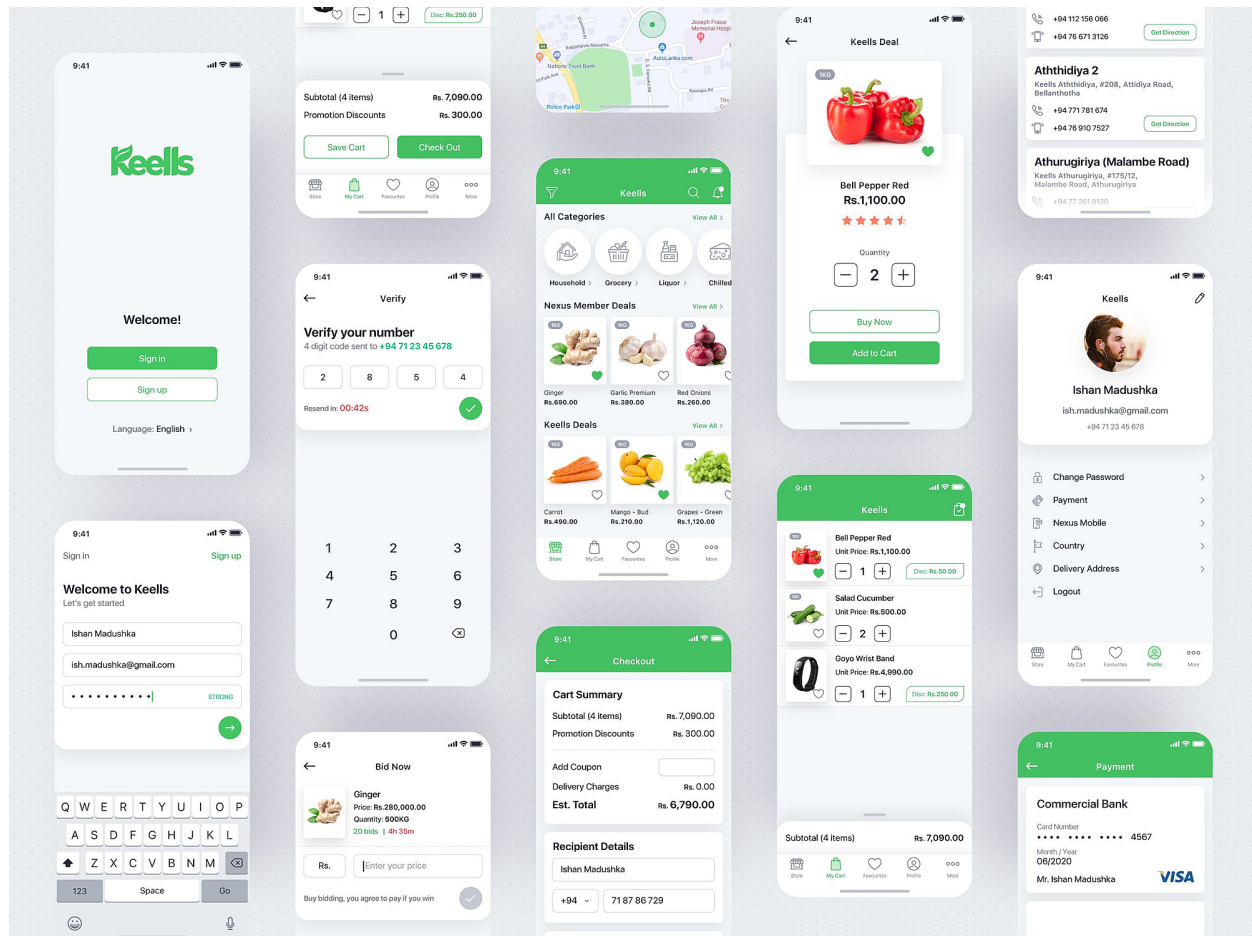 9:41
Keells
Welcome!
Sign in
Sign up
Language: English >
9:41
Sign in
Sign up
Welcome to Keells
Let's get started
Ishan Madushka
ish.madushka@gmail.com
STRONG
Q W E R T Y U I O P
A S D F G H J K L
Z X C V B N M
123
Space
Go
1
Disc: Rs.250.00
Subtotal (4 items)
Rs. 7,090.00
Promotion Discounts
Rs. 300.00
Save Cart
Check Out
Store
My Cart
Favourites
Profile
More
9:41
Verify
Verify your number
4 digit code sent to +94 71 23 45 678
2 8 5 4
Resend in: 00:42s
1 2 3
4 5 6
7 8 9
0
9:41
Bid Now
Ginger
Price: Rs.280,000.00
Quantity: 500KG
20 bids | 4h 35m
Rs.
Enter your price
Buy bidding, you agree to pay if you win
Joseph Fraser
Memorial Hospi
AutoLanka.com
Nations Trust Bank
Police Park
The
9:41
Keells
All Categories
View All >
Household >
Grocery >
Liquor >
Chilled
Nexus Member Deals
View All >
1KG
1KG
1KG
Ginger
Rs.690.00
Garlic Premium
Rs.380.00
Red Onions
Rs.260.00
Keells Deals
View All >
1KG
1KG
1KG
Carrot
Rs.490.00
Mango - Bud
Rs.210.00
Grapes - Green
Rs.1,120.00
Store
My Cart
Favourites
Profile
More
9:41
Checkout
Cart Summary
Subtotal (4 items)
Rs. 7,090.00
Promotion Discounts
Rs. 300.00
Add Coupon
Delivery Charges
Rs. 0.00
Est. Total
Rs. 6,790.00
Recipient Details
Ishan Madushka
+94
71 87 86 729
9:41
Keells Deal
1KG
Bell Pepper Red
Rs.1,100.00
Quantity
2
Buy Now
Add to Cart
9:41
Keells
1KG
Bell Pepper Red
Unit Price: Rs.1,100.00
1
Disc: Rs.50.00
1KG
Salad Cucumber
Unit Price: Rs.500.00
2
Goyo Wrist Band
Unit Price: Rs.4,990.00
1
Disc: Rs.250.00
Subtotal (4 items)
Rs. 7,090.00
Store
My Cart
Favourites
Profile
More
+94 112 156 066
+94 76 671 3126
Get Direction
Aththidiya 2
Keells Aththidiya, #208, Attidiya Road,
Bellanthotha
+94 771 781 674
+94 76 910 7527
Get Direction
Athurugiriya (Malambe Road)
Keells Athurugiriya, #175/12,
Malambe Road, Athurugiriya
+94 77 261 9130
9:41
Keells
Ishan Madushka
ish.madushka@gmail.com
+94 71 23 45 678
Change Password
Payment
Nexus Mobile
Country
Delivery Address
Logout
Store
My Cart
Favourites
Profile
More
9:41
Payment
Commercial Bank
Card Number
•••• •••• •••• 4567
Month / Year
06/2020
Mr. Ishan Madushka
VISA